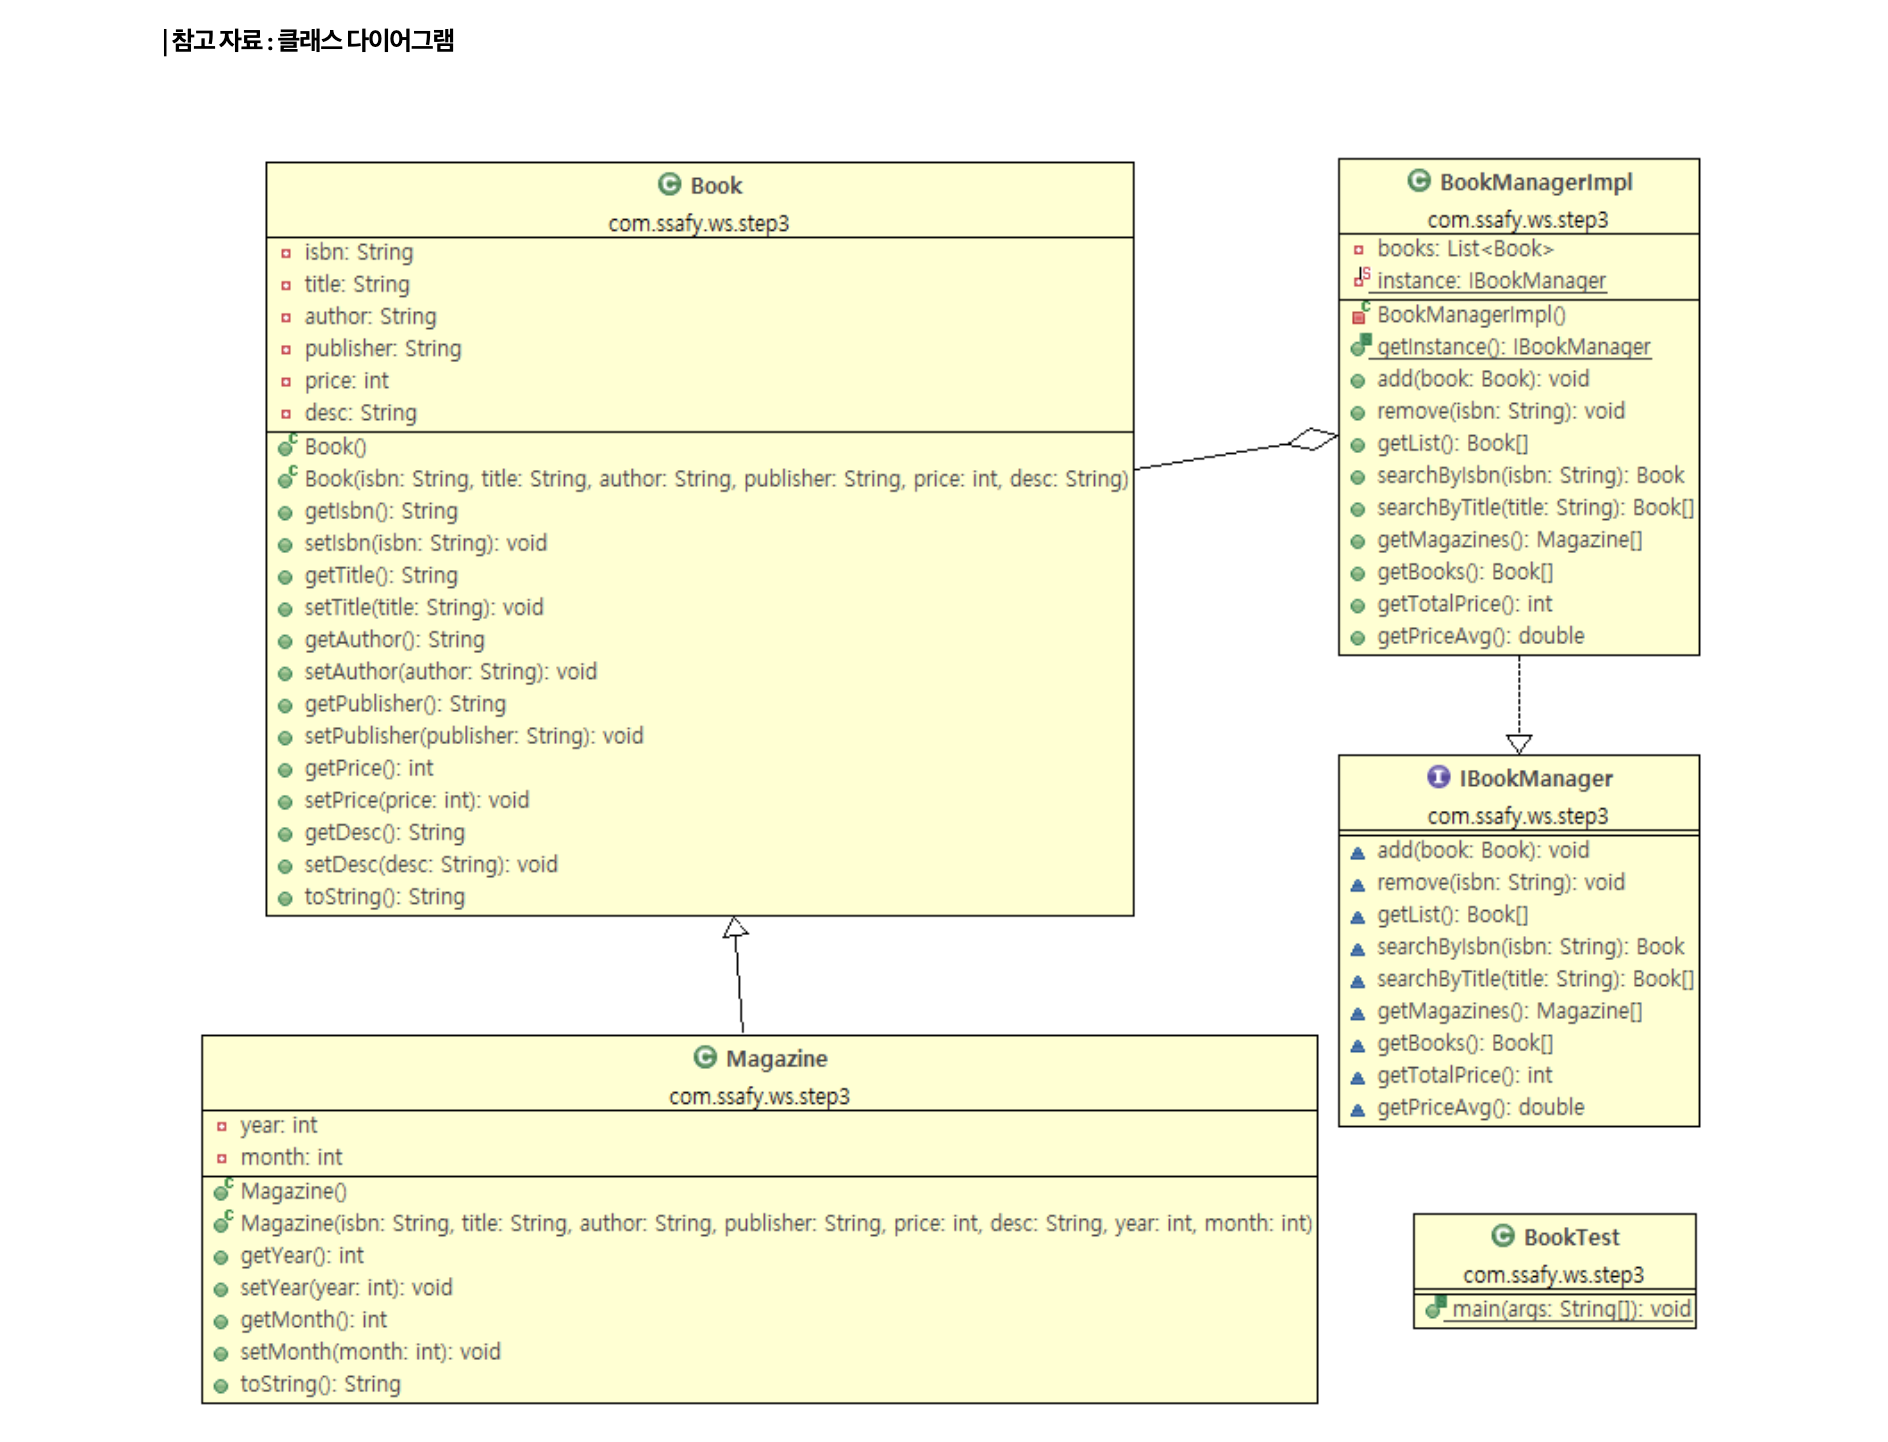 | 참고 자료 : 클래스 다이어그램
Book
com.ssafy.ws.step3
isbn: String
title: String
author: String
publisher: String
price: int
desc: String
Book()
Book(isbn: String, title: String, author: String, publisher: String, price: int, desc: String)
getIsbn(): String
setIsbn(isbn: String): void
getTitle(): String
setTitle(title: String): void
getAuthor(): String
setAuthor(author: String): void
getPublisher(): String
setPublisher(publisher: String): void
getPrice(): int
setPrice(price: int): void
getDesc(): String
setDesc(desc: String): void
toString(): String
BookManagerImpl
com.ssafy.ws.step3
books: List<Book>
instance: IBookManager
BookManagerImpl()
getInstance(): IBookManager
add(book: Book): void
remove(isbn: String): void
getList(): Book[]
searchByIsbn(isbn: String): Book
searchByTitle(title: String): Book[]
getMagazines(): Magazine[]
getBooks(): Book[]
getTotalPrice(): int
getPriceAvg(): double
IBookManager
com.ssafy.ws.step3
add(book: Book): void
remove(isbn: String): void
getList(): Book[]
searchByIsbn(isbn: String): Book
searchByTitle(title: String): Book[]
getMagazines(): Magazine[]
getBooks(): Book[]
getTotalPrice(): int
getPriceAvg(): double
Magazine
com.ssafy.ws.step3
year: int
month: int
Magazine()
Magazine(isbn: String, title: String, author: String, publisher: String, price: int, desc: String, year: int, month: int)
getYear(): int
setYear(year: int): void
getMonth(): int
setMonth(month: int): void
toString(): String
BookTest
com.ssafy.ws.step3
main(args: String[]): void